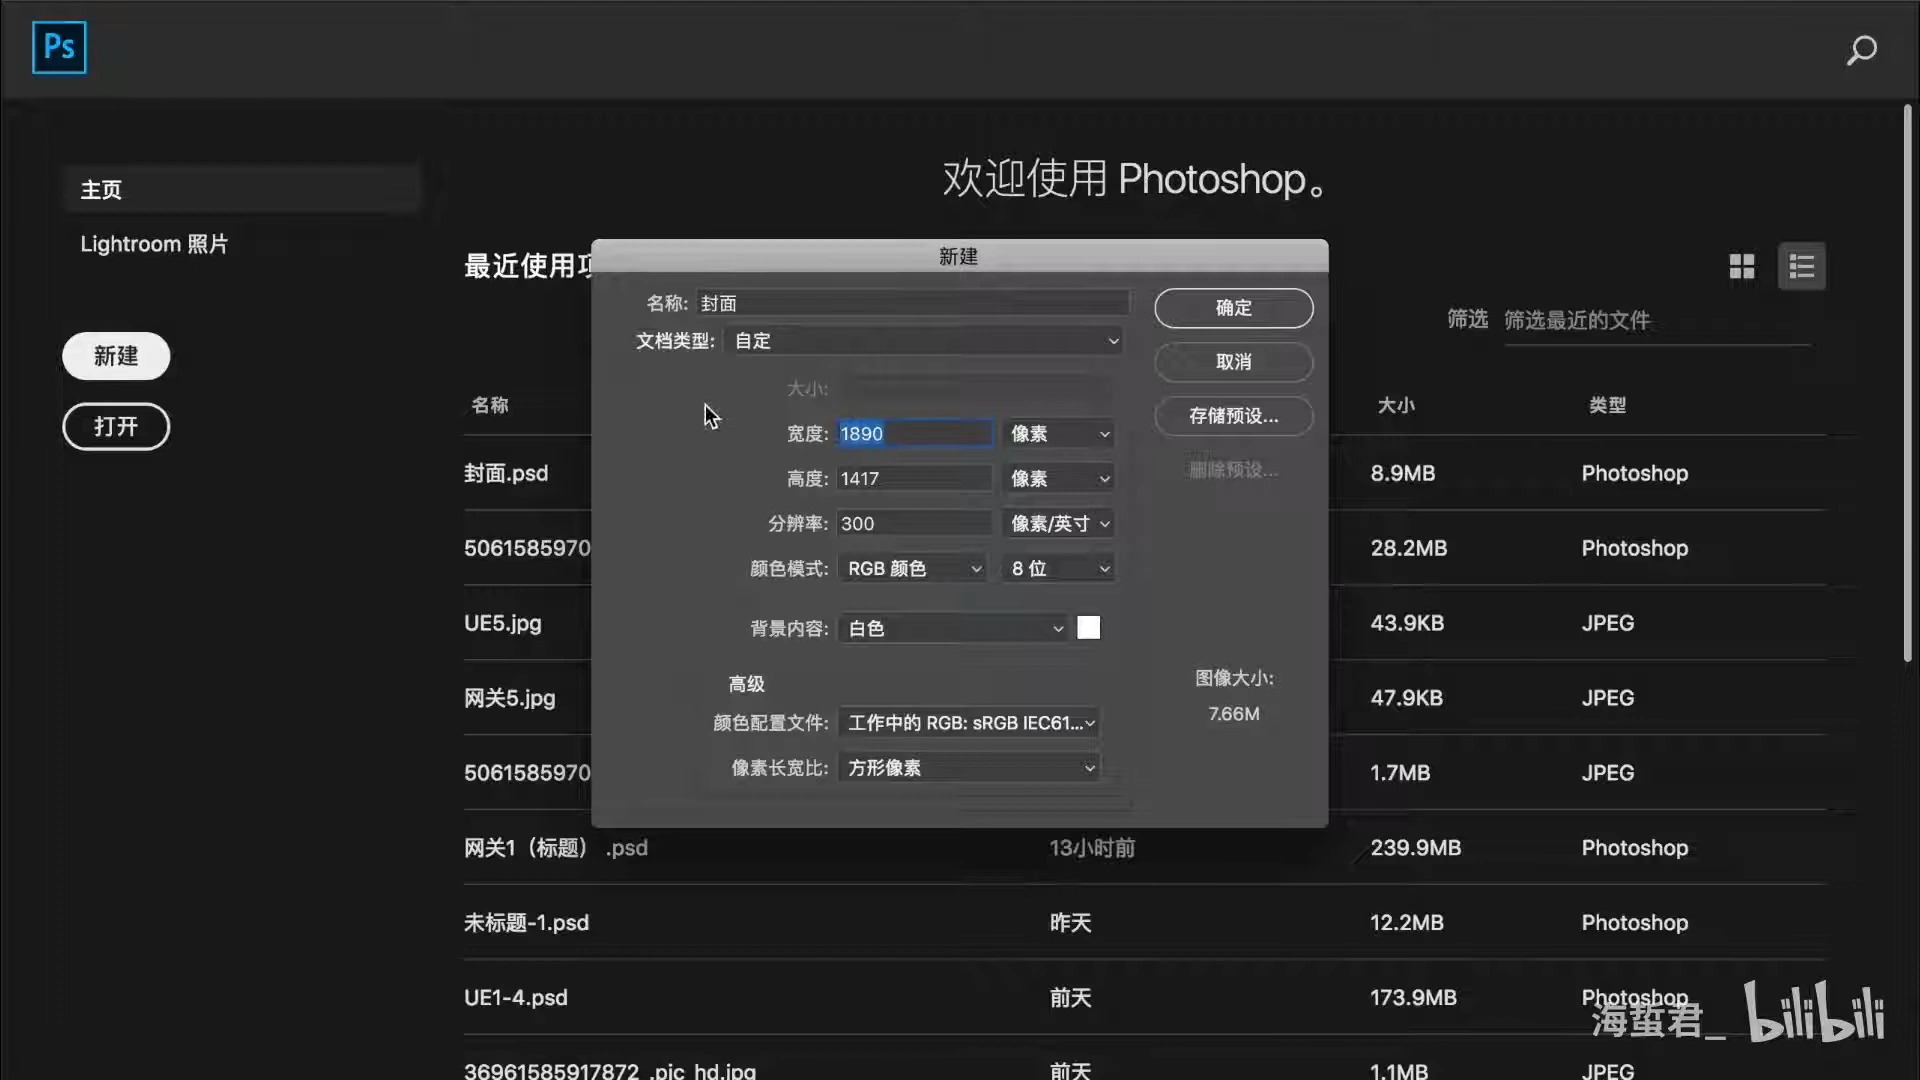 Ps
主页
Lightroom 照片
新建
打开
欢迎使用 Photoshop。
最近使用项
筛选 筛选最近的文件
名称 大小 类型
封面.psd 8.9MB Photoshop
5061585970 28.2MB Photoshop
UE5.jpg 43.9KB JPEG
网关5.jpg 47.9KB JPEG
5061585970 1.7MB JPEG
网关1（标题） .psd 13小时前 239.9MB Photoshop
未标题-1.psd 昨天 12.2MB Photoshop
UE1-4.psd 前天 173.9MB Photoshop
36961585917872_.pic_hd.jpg 前天 1.1MB JPEG
新建
名称: 封面
文档类型: 自定
大小:
宽度: 1890 像素
高度: 1417 像素
分辨率: 300 像素/英寸
颜色模式: RGB 颜色 8 位
背景内容: 白色
高级
颜色配置文件: 工作中的 RGB: sRGB IEC61...
像素长宽比: 方形像素
确定
取消
存储预设...
删除预设...
图像大小:
7.66M
海蜇君_ bilibili